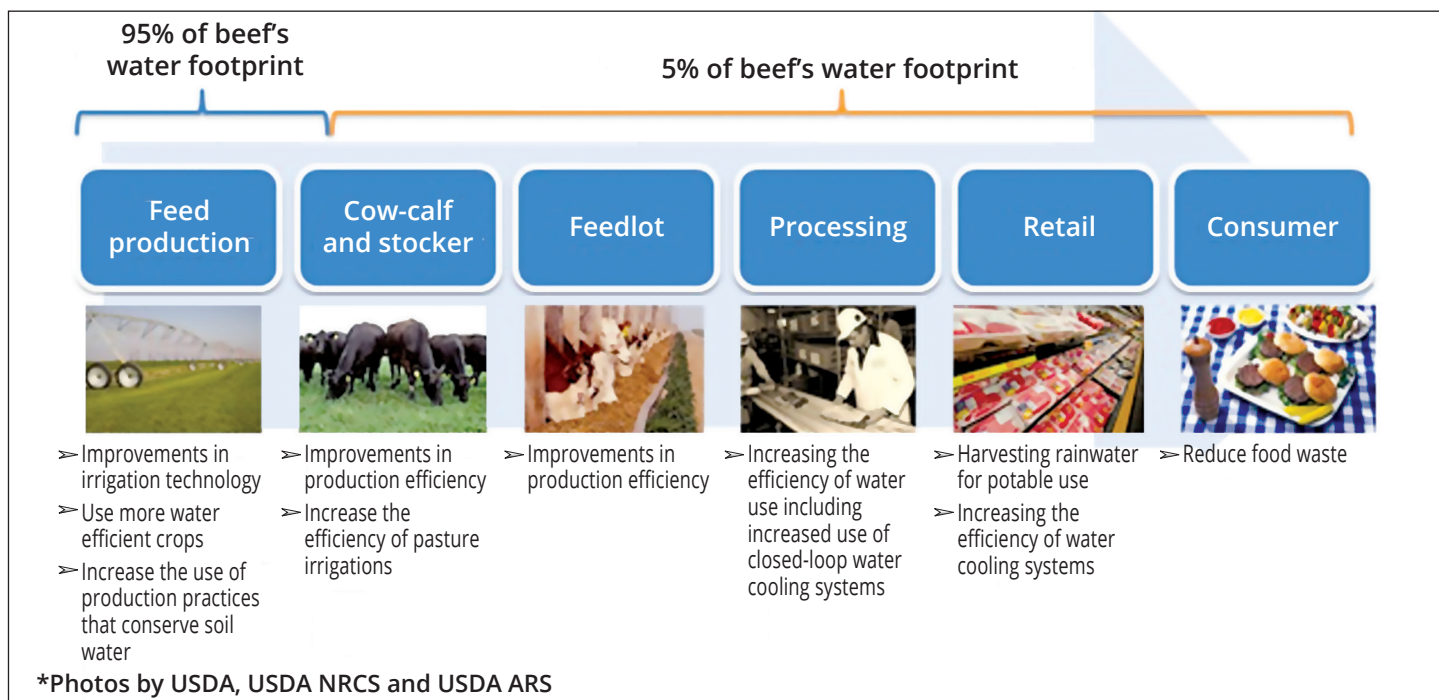 95% of beef's
water footprint
5% of beef's water footprint
Feed
production
Cow-calf
and stocker
Feedlot
Processing
Retail
Consumer
➢ Improvements in
irrigation technology
➢ Use more water
efficient crops
➢ Increase the use of
production practices
that conserve soil
water
➢ Improvements in
production efficiency
➢ Increase the
efficiency of pasture
irrigations
➢ Improvements in
production efficiency
➢ Increasing the
efficiency of water
use including
increased use of
closed-loop water
cooling systems
➢ Harvesting rainwater
for potable use
➢ Increasing the
efficiency of water
cooling systems
➢ Reduce food waste
*Photos by USDA, USDA NRCS and USDA ARS